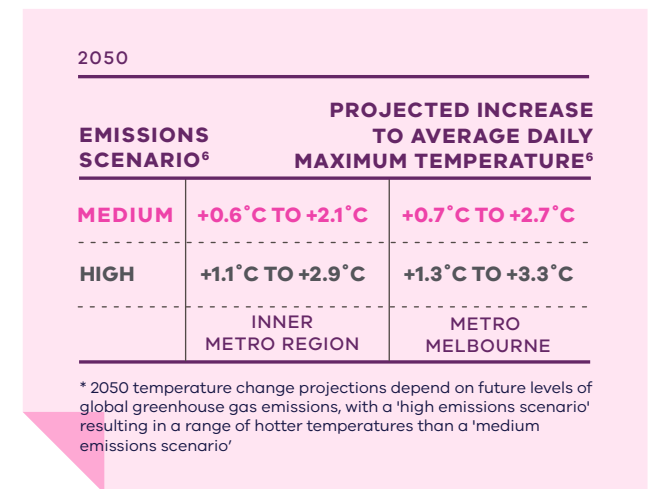 2050
EMISSIONS
SCENARIO⁶
PROJECTED INCREASE
TO AVERAGE DAILY
MAXIMUM TEMPERATURE⁶
MEDIUM +0.6˚C TO +2.1˚C +0.7˚C TO +2.7˚C
HIGH +1.1˚C TO +2.9˚C +1.3˚C TO +3.3˚C
INNER
METRO REGION
METRO
MELBOURNE
* 2050 temperature change projections depend on future levels of
global greenhouse gas emissions, with a 'high emissions scenario'
resulting in a range of hotter temperatures than a 'medium
emissions scenario’